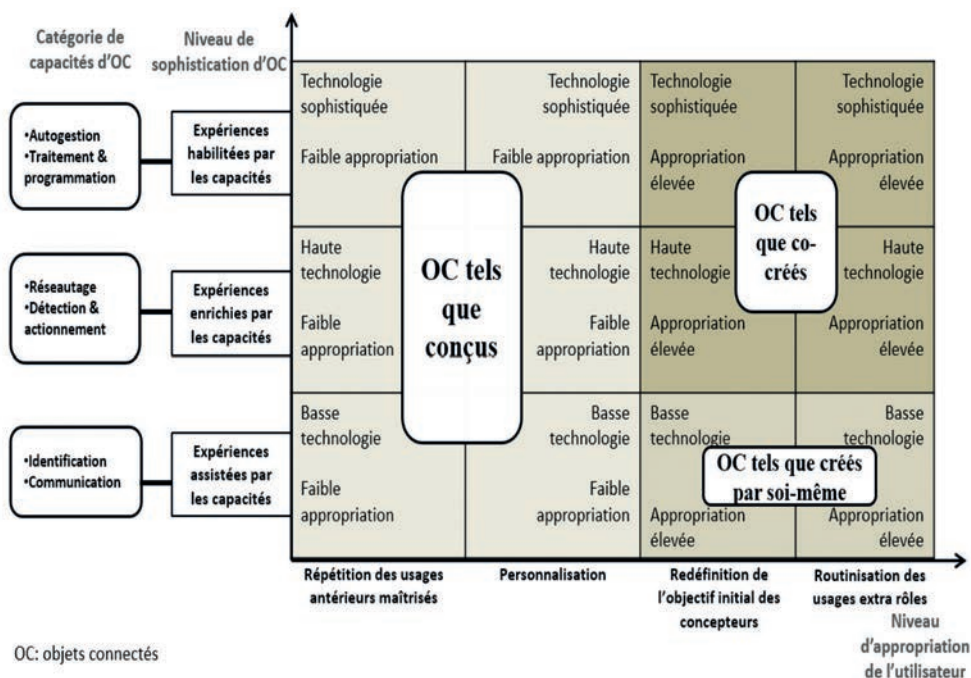 Catégorie de
capacités d'OC
Niveau de
sophistication d'OC
•Autogestion
•Traitement &
programmation
Expériences
habilitées par
les capacités
Technologie
sophistiquée
Faible appropriation
Technologie
sophistiquée
Faible appropriation
Technologie
sophistiquée
Appropriation
élevée
Technologie
sophistiquée
Appropriation
élevée
OC tels
que conçus
OC tels
que co-
créés
•Réseautage
•Détection &
actionnement
Expériences
enrichies par
les capacités
Haute
technologie
Faible
appropriation
Haute
technologie
Faible
appropriation
Haute
technologie
Appropriation
élevée
Haute
technologie
Appropriation
élevée
•Identification
•Communication
Expériences
assistées par
les capacités
Basse
technologie
Faible
appropriation
Basse
technologie
Faible
appropriation
Basse
technologie
Appropriation
élevée
Basse
technologie
Appropriation
élevée
OC tels que créés
par soi-même
Répétition des usages
antérieurs maîtrisés
Personnalisation
Redéfinition de
l'objectif initial des
concepteurs
Routinisation des
usages extra rôles
Niveau
d'appropriation
de l'utilisateur
OC: objets connectés